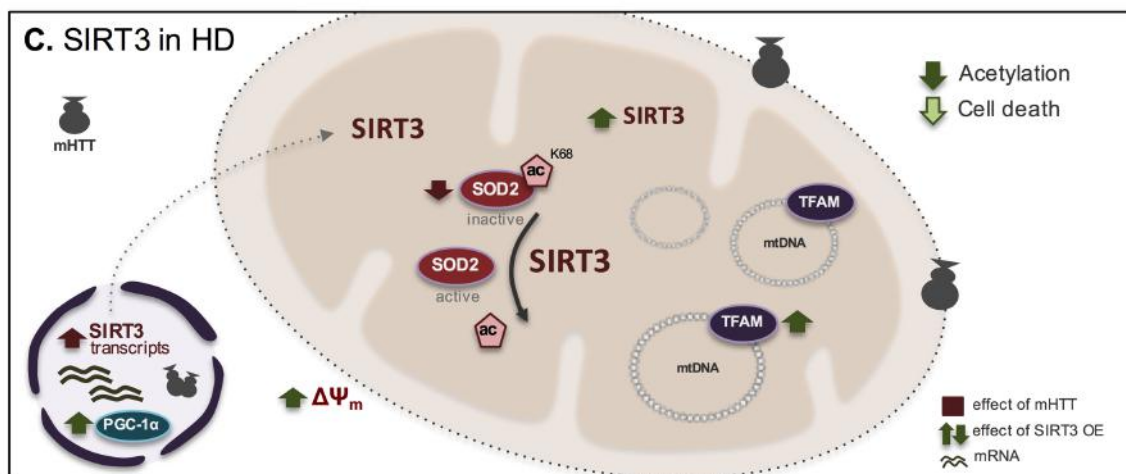 C. SIRT3 in HD
mHTT
SIRT3
SIRT3
Acetylation
Cell death
K68
ac
SOD2
inactive
SIRT3
SOD2
active
ac
TFAM
mtDNA
TFAM
mtDNA
SIRT3
transcripts
PGC-1α
ΔΨm
effect of mHTT
effect of SIRT3 OE
mRNA